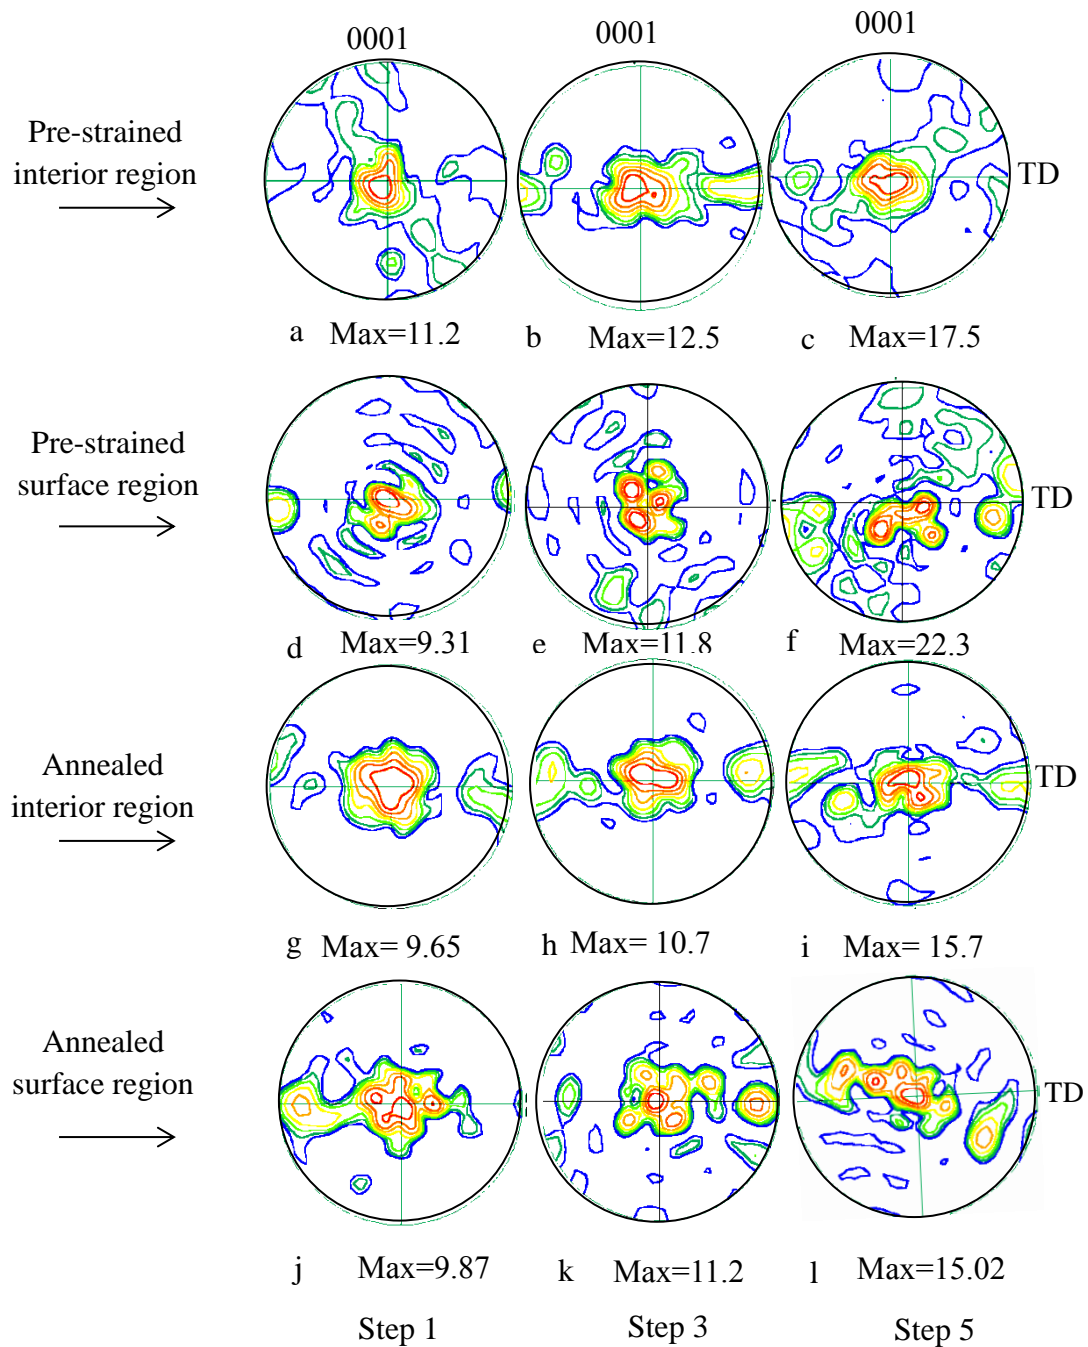 0001 0001 0001
Pre-strained
interior region
TD
a Max=11.2 b Max=12.5 c Max=17.5
Pre-strained
surface region
TD
d Max=9.31 e Max=11.8 f Max=22.3
Annealed
interior region
TD
g Max= 9.65 h Max= 10.7 i Max= 15.7
Annealed
surface region
TD
j Max=9.87 k Max=11.2 l Max=15.02
Step 1 Step 3 Step 5